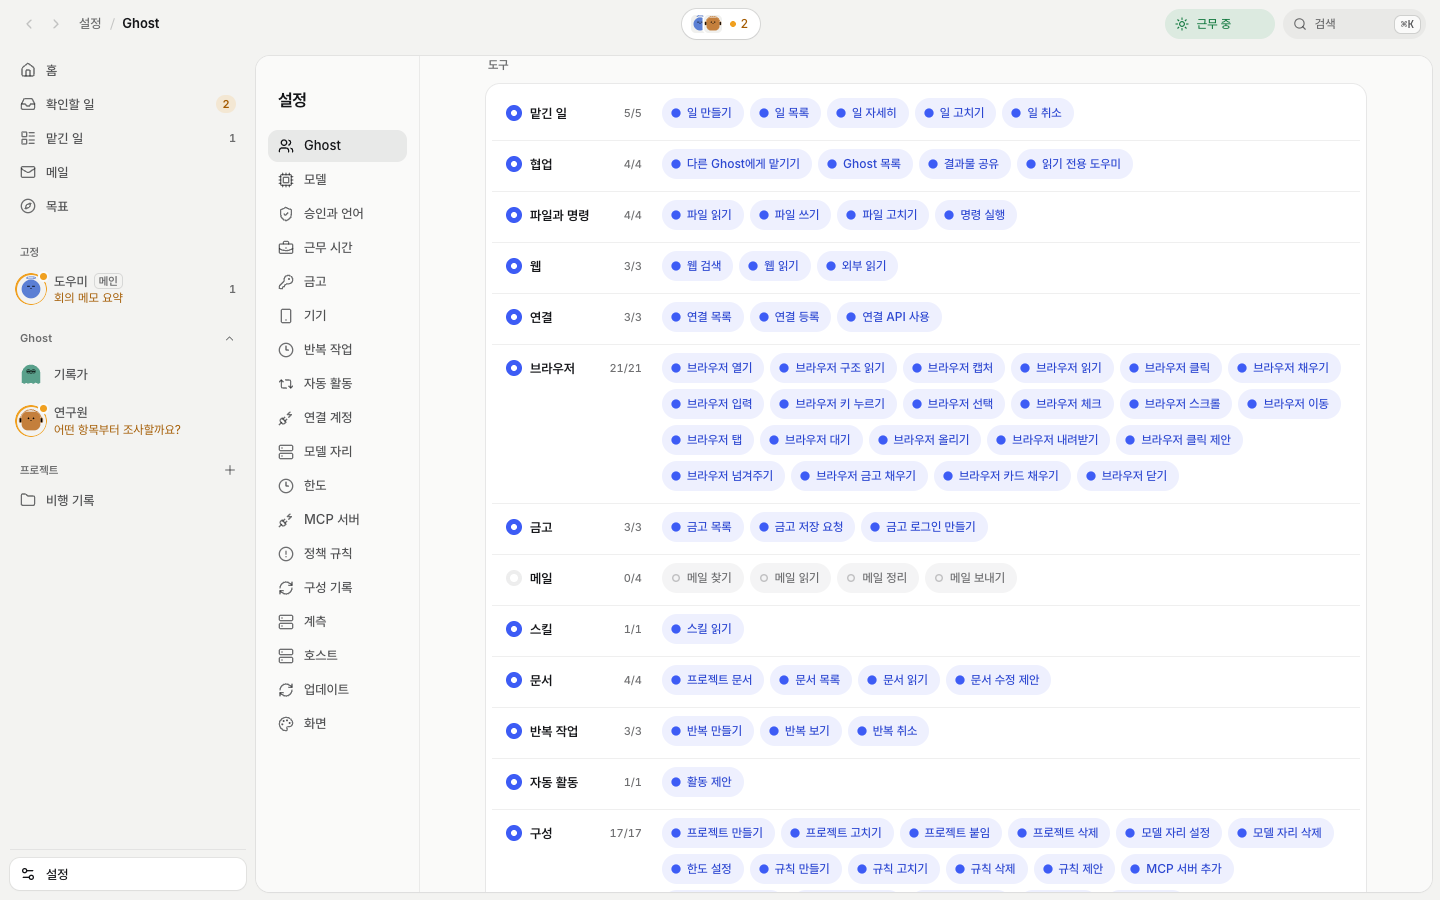 설정 / Ghost
2
근무 중
검색
⌘K
홈
확인할 일 2
맡긴 일 1
메일
목표
고정
도우미 메인
회의 메모 요약
1
Ghost
기록가
연구원
어떤 항목부터 조사할까요?
프로젝트
비행 기록
설정
설정
Ghost
모델
승인과 언어
근무 시간
금고
기기
반복 작업
자동 활동
연결 계정
모델 자리
한도
MCP 서버
정책 규칙
구성 기록
계측
호스트
업데이트
화면
도구
맡긴 일 5/5 일 만들기 일 목록 일 자세히 일 고치기 일 취소
협업 4/4 다른 Ghost에게 맡기기 Ghost 목록 결과물 공유 읽기 전용 도우미
파일과 명령 4/4 파일 읽기 파일 쓰기 파일 고치기 명령 실행
웹 3/3 웹 검색 웹 읽기 외부 읽기
연결 3/3 연결 목록 연결 등록 연결 API 사용
브라우저 21/21 브라우저 열기 브라우저 구조 읽기 브라우저 캡처 브라우저 읽기 브라우저 클릭 브라우저 채우기
브라우저 입력 브라우저 키 누르기 브라우저 선택 브라우저 체크 브라우저 스크롤 브라우저 이동
브라우저 탭 브라우저 대기 브라우저 올리기 브라우저 내려받기 브라우저 클릭 제안
브라우저 넘겨주기 브라우저 금고 채우기 브라우저 카드 채우기 브라우저 닫기
금고 3/3 금고 목록 금고 저장 요청 금고 로그인 만들기
메일 0/4 메일 찾기 메일 읽기 메일 정리 메일 보내기
스킬 1/1 스킬 읽기
문서 4/4 프로젝트 문서 문서 목록 문서 읽기 문서 수정 제안
반복 작업 3/3 반복 만들기 반복 보기 반복 취소
자동 활동 1/1 활동 제안
구성 17/17 프로젝트 만들기 프로젝트 고치기 프로젝트 붙임 프로젝트 삭제 모델 자리 설정 모델 자리 삭제
한도 설정 규칙 만들기 규칙 고치기 규칙 삭제 규칙 제안 MCP 서버 추가